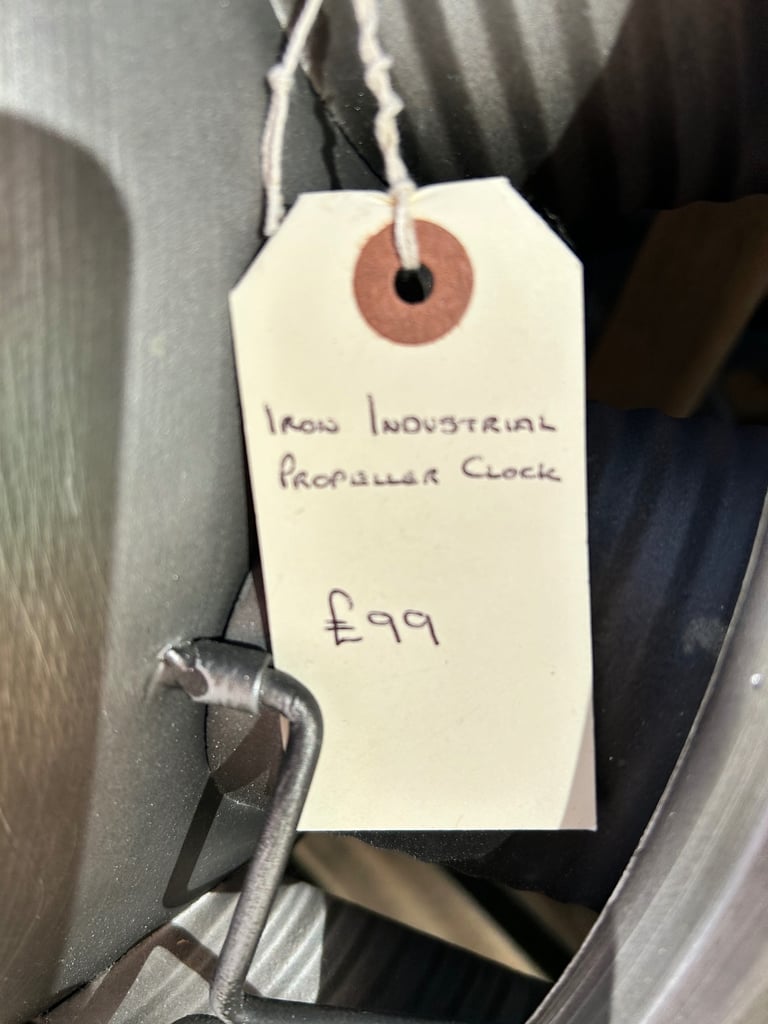 Iron Industrial
Propeller Clock
£99